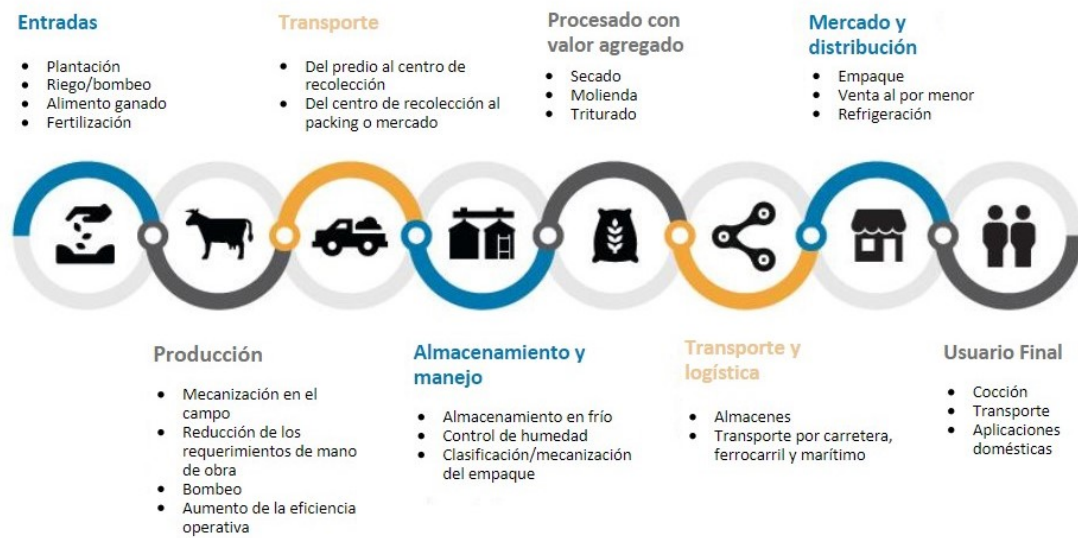 Entradas
• Plantación
• Riego/bombeo
• Alimento ganado
• Fertilización
Transporte
• Del predio al centro de
recolección
• Del centro de recolección al
packing o mercado
Procesado con
valor agregado
• Secado
• Molienda
• Triturado
Mercado y
distribución
• Empaque
• Venta al por menor
• Refrigeración
Producción
• Mecanización en el
campo
• Reducción de los
requerimientos de mano
de obra
• Bombeo
• Aumento de la eficiencia
operativa
Almacenamiento y
manejo
• Almacenamiento en frío
• Control de humedad
• Clasificación/mecanización
del empaque
Transporte y
logística
• Almacenes
• Transporte por carretera,
ferrocarril y marítimo
Usuario Final
• Cocción
• Transporte
• Aplicaciones
domésticas